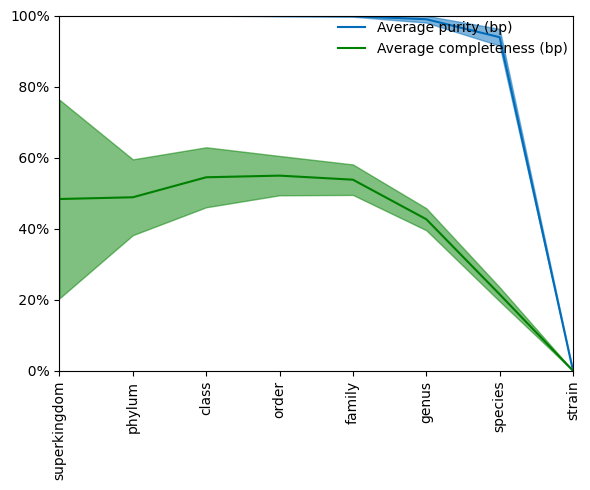 100%
Average purity (bp)
Average completeness (bp)
80%
60%
40%
20%
0%
superkingdom
phylum
class
order
family
genus
species
strain